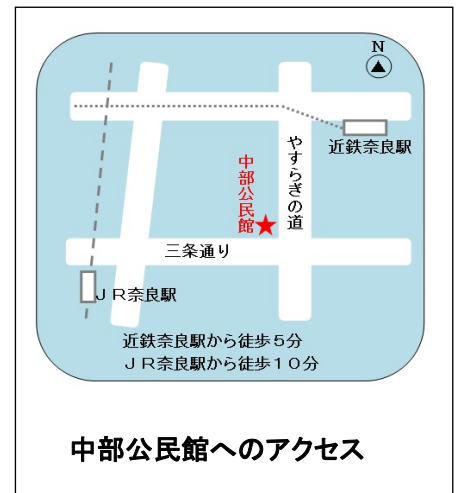 N
近鉄奈良駅
やすらぎの道
中部公民館
三条通り
ＪＲ奈良駅
近鉄奈良駅から徒歩５分
ＪＲ奈良駅から徒歩１０分
中部公民館へのアクセス